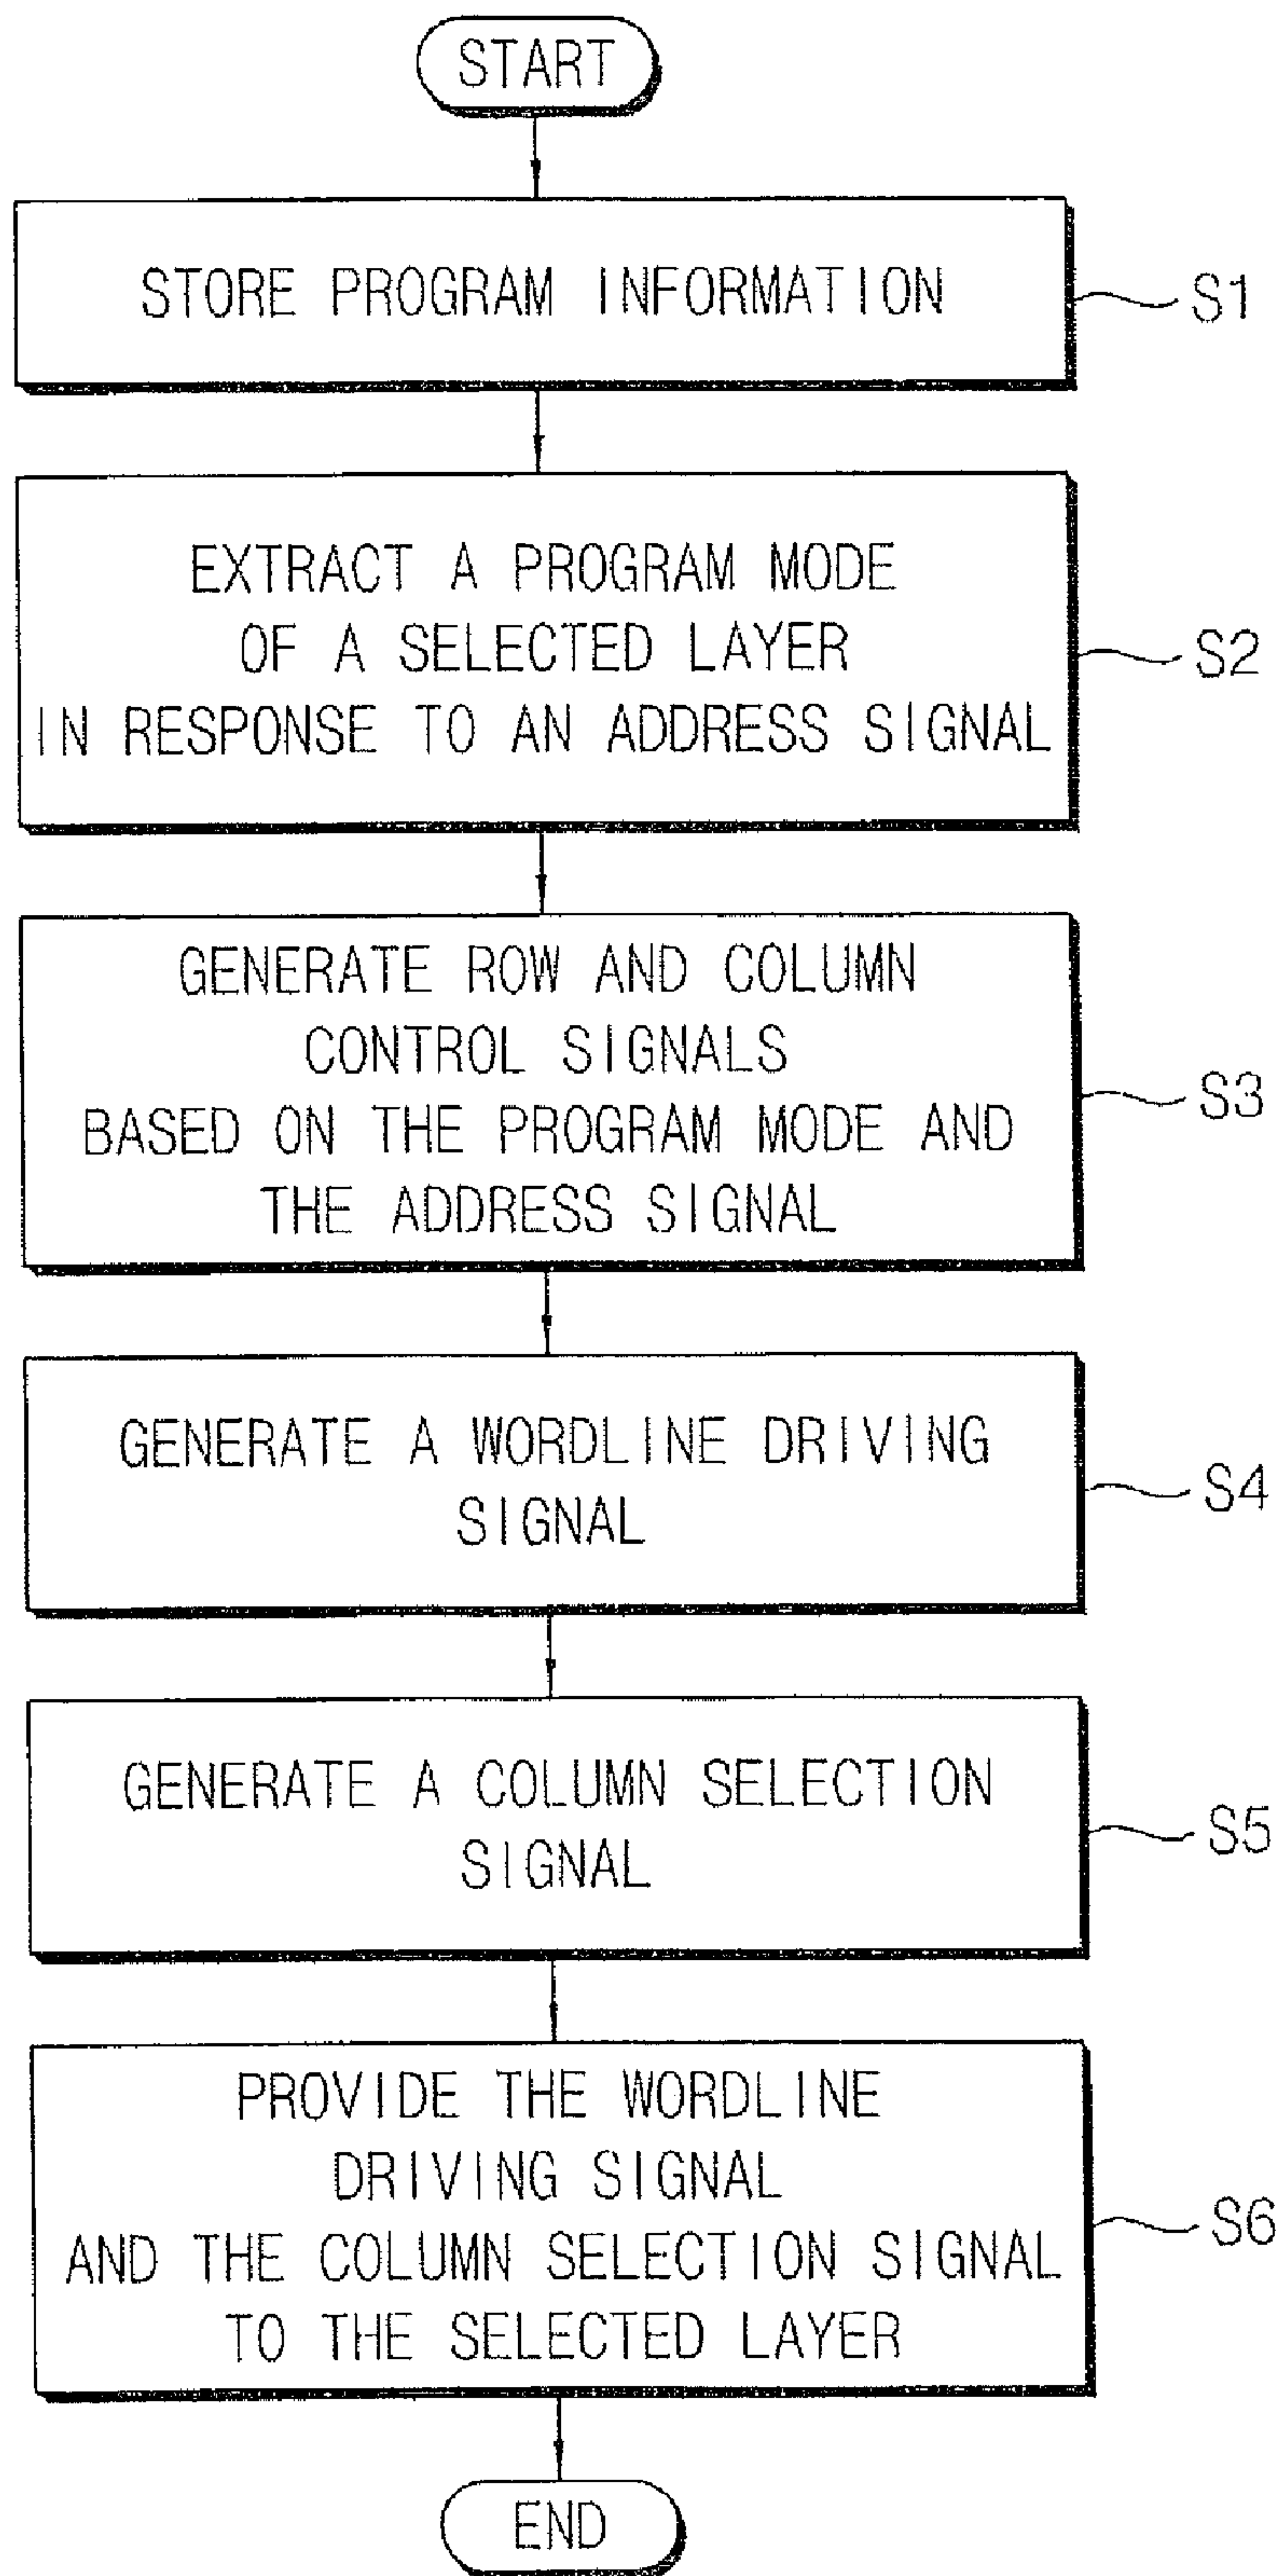 START
STORE PROGRAM INFORMATION
S1
EXTRACT A PROGRAM MODE
OF A SELECTED LAYER
IN RESPONSE TO AN ADDRESS SIGNAL
S2
GENERATE ROW AND COLUMN
CONTROL SIGNALS
BASED ON THE PROGRAM MODE AND
THE ADDRESS SIGNAL
S3
GENERATE A WORDLINE DRIVING
SIGNAL
S4
GENERATE A COLUMN SELECTION
SIGNAL
S5
PROVIDE THE WORDLINE
DRIVING SIGNAL
AND THE COLUMN SELECTION SIGNAL
TO THE SELECTED LAYER
S6
END